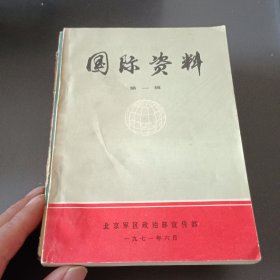 国际资料
第一辑
北京军区政治部宣传部
一九七一年六月